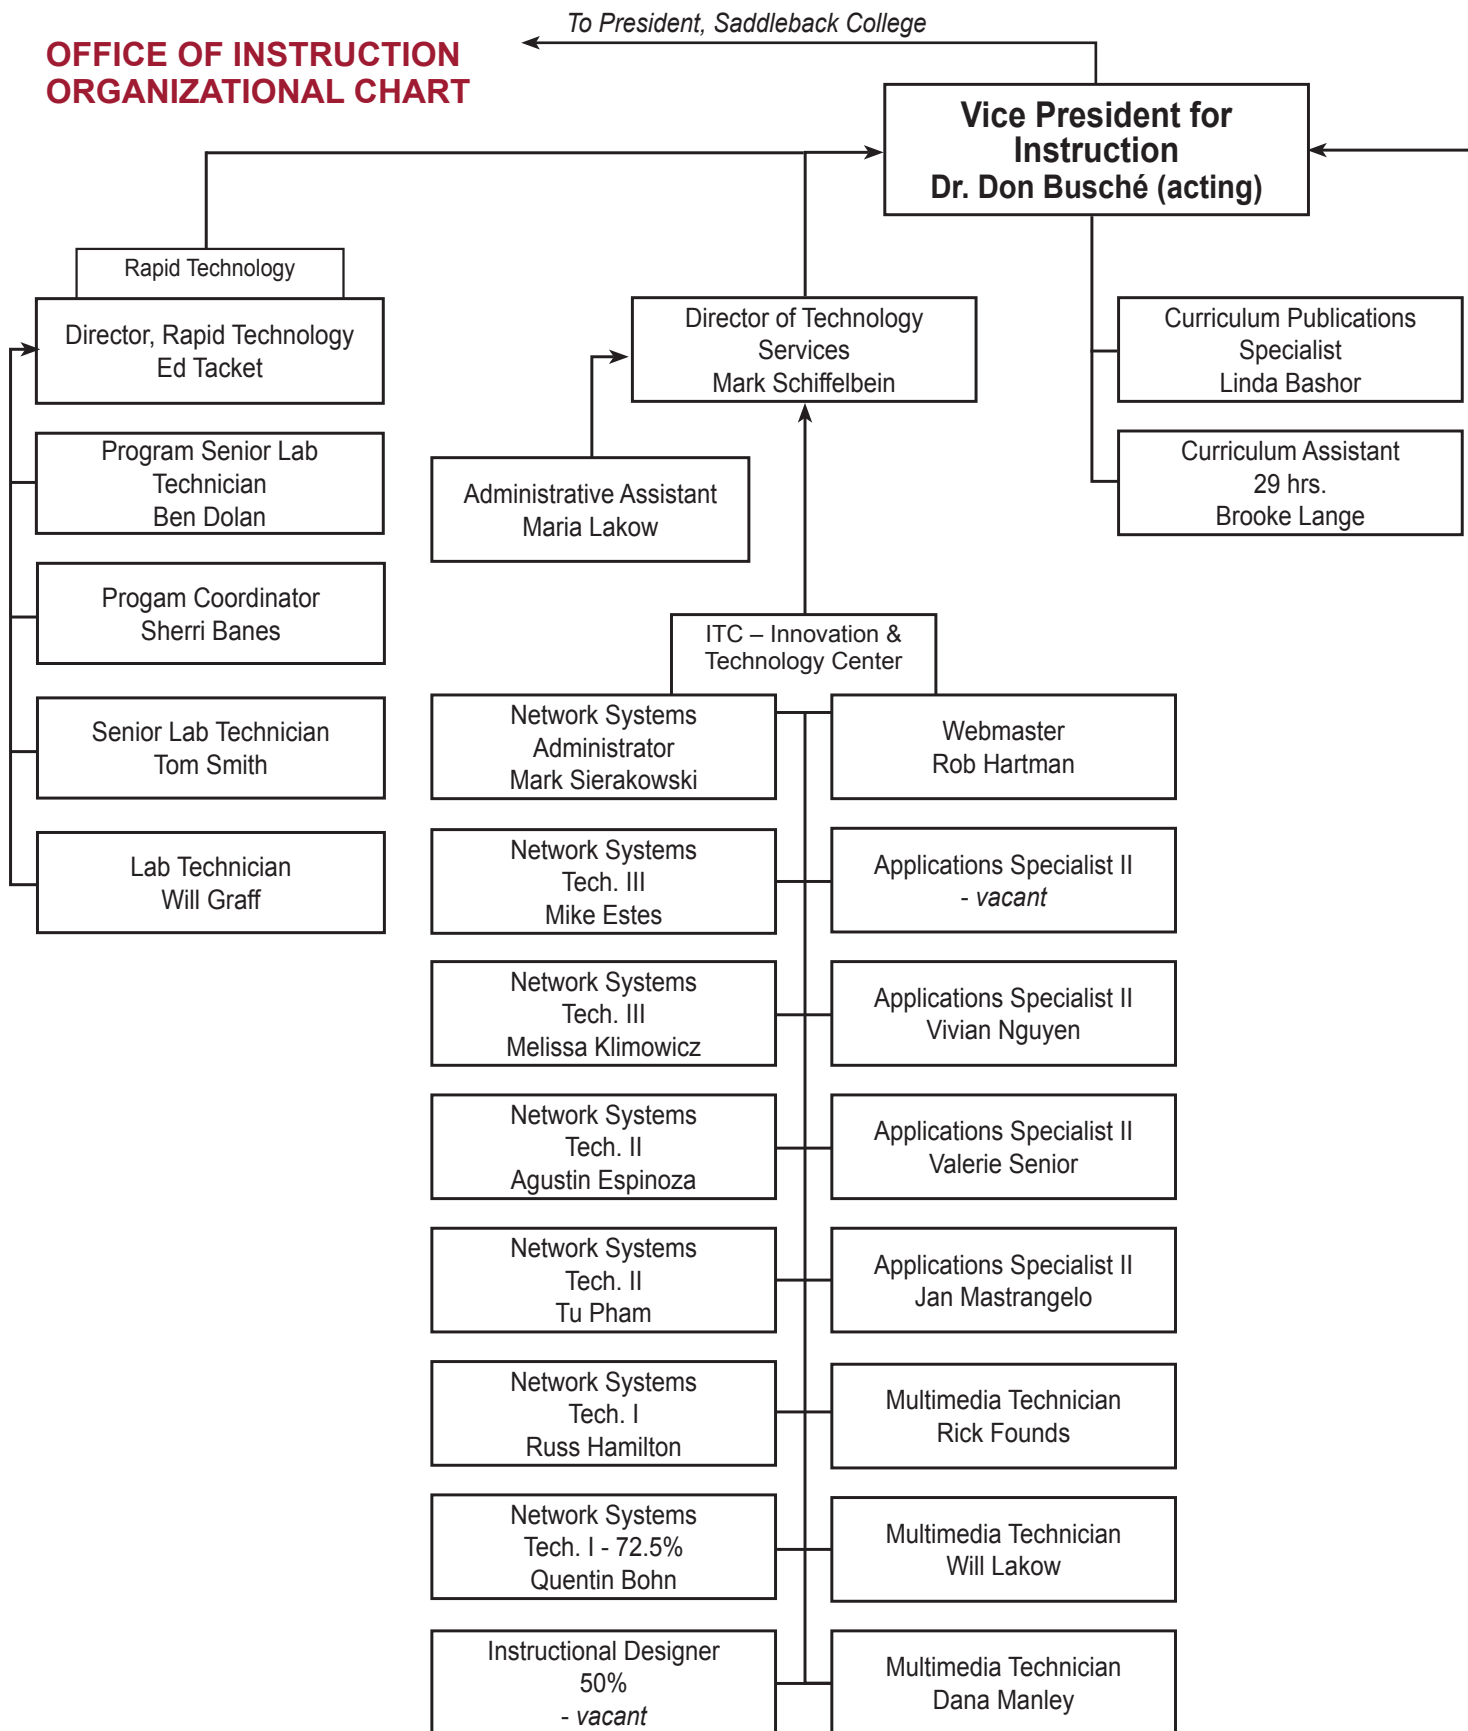 To President, Saddleback College
OFFICE OF INSTRUCTION
ORGANIZATIONAL CHART
Vice President for
Instruction
Dr. Don Busché (acting)
Rapid Technology
Director, Rapid Technology
Ed Tacket
Program Senior Lab
Technician
Ben Dolan
Progam Coordinator
Sherri Banes
Senior Lab Technician
Tom Smith
Lab Technician
Will Graff
Director of Technology
Services
Mark Schiffelbein
Administrative Assistant
Maria Lakow
Curriculum Publications
Specialist
Linda Bashor
Curriculum Assistant
29 hrs.
Brooke Lange
ITC – Innovation &
Technology Center
Network Systems
Administrator
Mark Sierakowski
Webmaster
Rob Hartman
Network Systems
Tech. III
Mike Estes
Applications Specialist II
- vacant
Network Systems
Tech. III
Melissa Klimowicz
Applications Specialist II
Vivian Nguyen
Network Systems
Tech. II
Agustin Espinoza
Applications Specialist II
Valerie Senior
Network Systems
Tech. II
Tu Pham
Applications Specialist II
Jan Mastrangelo
Network Systems
Tech. I
Russ Hamilton
Multimedia Technician
Rick Founds
Network Systems
Tech. I - 72.5%
Quentin Bohn
Multimedia Technician
Will Lakow
Instructional Designer
50%
- vacant
Multimedia Technician
Dana Manley